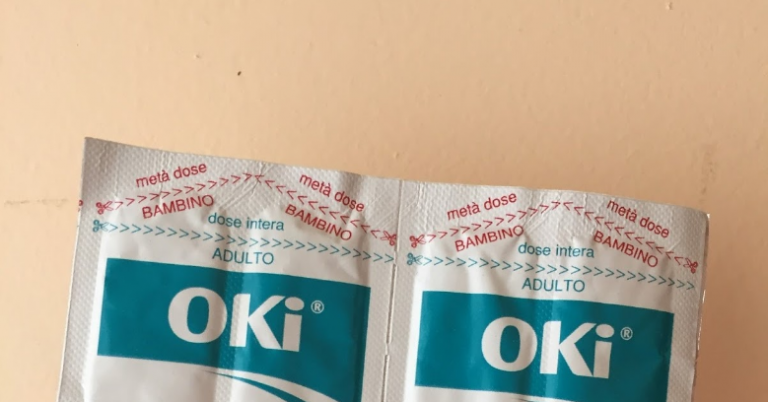 metà dose metà dose
BAMBINO BAMBINO
dose intera
ADULTO
OKi®
metà dose metà dose
BAMBINO BAMBINO
dose intera
ADULTO
OKi®